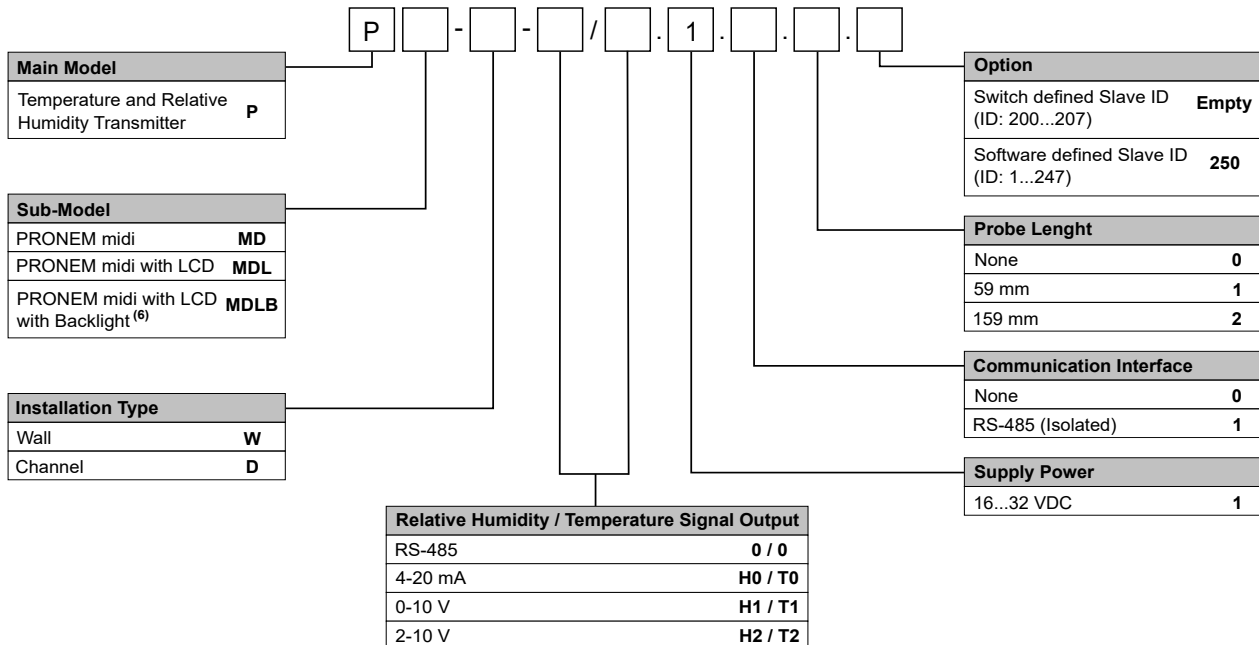 P - - / . 1 . . .
Main Model
Temperature and Relative
Humidity Transmitter P
Sub-Model
PRONEM midi MD
PRONEM midi with LCD MDL
PRONEM midi with LCD
with Backlight (6) MDLB
Installation Type
Wall W
Channel D
Relative Humidity / Temperature Signal Output
RS-485 0 / 0
4-20 mA H0 / T0
0-10 V H1 / T1
2-10 V H2 / T2
Option
Switch defined Slave ID Empty
(ID: 200...207)
Software defined Slave ID 250
(ID: 1...247)
Probe Lenght
None 0
59 mm 1
159 mm 2
Communication Interface
None 0
RS-485 (Isolated) 1
Supply Power
16...32 VDC 1